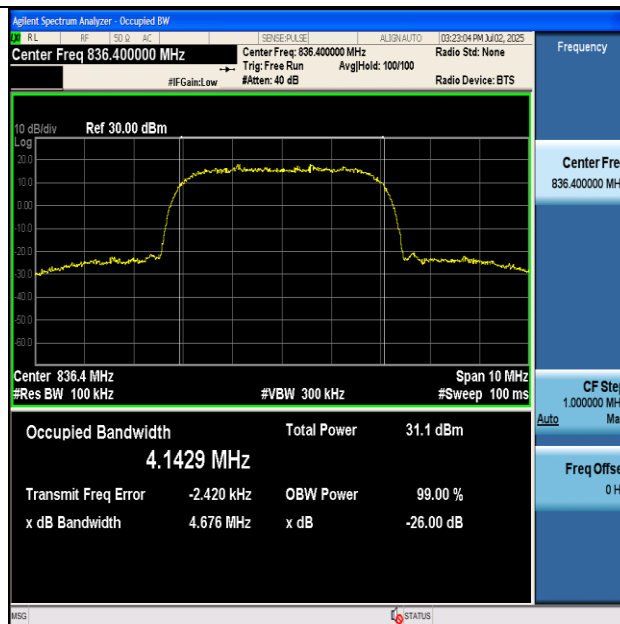 Agilent Spectrum Analyzer - Occupied BW
RL RF 50 Ω AC SENSE:PULSE ALIGN AUTO 03:23:04 PM Jul 02, 2025
Center Freq 836.400000 MHz
Center Freq: 836.400000 MHz Radio Std: None
Trig: Free Run Avg|Hold: 100/100
#IFGain:Low #Atten: 40 dB Radio Device: BTS
Frequency
10 dB/div Ref 30.00 dBm
Log
20.0
10.0
0.00
-10.0
-20.0
-30.0
-40.0
-50.0
-60.0
Center 836.4 MHz Span 10 MHz
#Res BW 100 kHz #VBW 300 kHz #Sweep 100 ms
Occupied Bandwidth Total Power 31.1 dBm
4.1429 MHz
Transmit Freq Error -2.420 kHz OBW Power 99.00 %
x dB Bandwidth 4.676 MHz x dB -26.00 dB
Center Fre
836.400000 MH
CF Ste
1.000000 MH
Auto Ma
Freq Offse
0 H
MSG STATUS